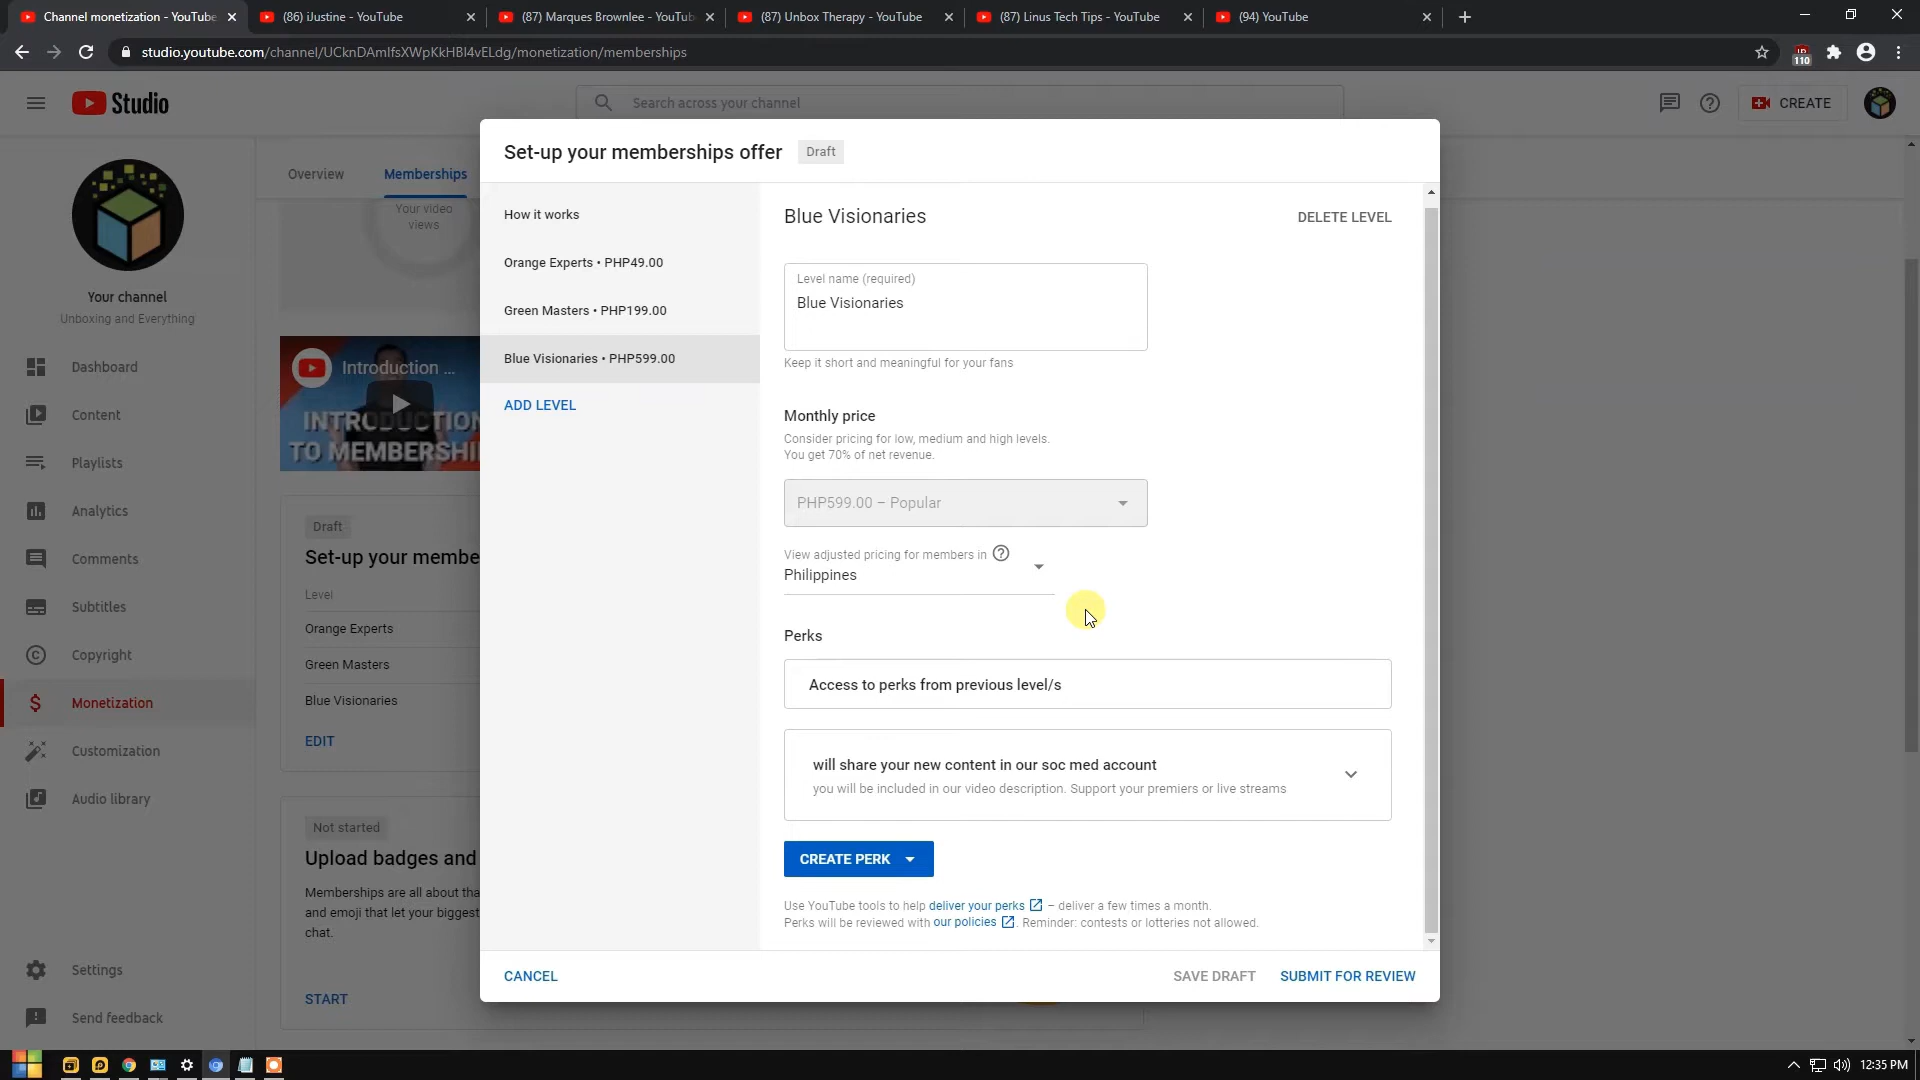 Channel monetization - YouTube
(86) iJustine - YouTube
(87) Marques Brownlee - YouTub
(87) Unbox Therapy - YouTube
(87) Linus Tech Tips - YouTube
(94) YouTube
studio.youtube.com/channel/UCknDAmIfsXWpKkHBI4vELdg/monetization/memberships
110
Studio
Search across your channel
CREATE
Your channel
Unboxing and Everything
Dashboard
Content
Playlists
Analytics
Comments
Subtitles
Copyright
Monetization
Customization
Audio library
Settings
Send feedback
Overview
Memberships
Your video
views
Introduction ...
INTRODUCTION
TO MEMBERSHI
Draft
Set-up your membe
Level
Orange Experts
Green Masters
Blue Visionaries
EDIT
Not started
Upload badges and
Memberships are all about tha
and emoji that let your biggest
chat.
START
Set-up your memberships offer
Draft
How it works
Orange Experts • PHP49.00
Green Masters • PHP199.00
Blue Visionaries • PHP599.00
ADD LEVEL
Blue Visionaries
DELETE LEVEL
Level name (required)
Blue Visionaries
Keep it short and meaningful for your fans
Monthly price
Consider pricing for low, medium and high levels.
You get 70% of net revenue.
PHP599.00 – Popular
View adjusted pricing for members in
Philippines
Perks
Access to perks from previous level/s
will share your new content in our soc med account
you will be included in our video description. Support your premiers or live streams
CREATE PERK
Use YouTube tools to help deliver your perks – deliver a few times a month.
Perks will be reviewed with our policies . Reminder: contests or lotteries not allowed.
CANCEL
SAVE DRAFT
SUBMIT FOR REVIEW
12:35 PM